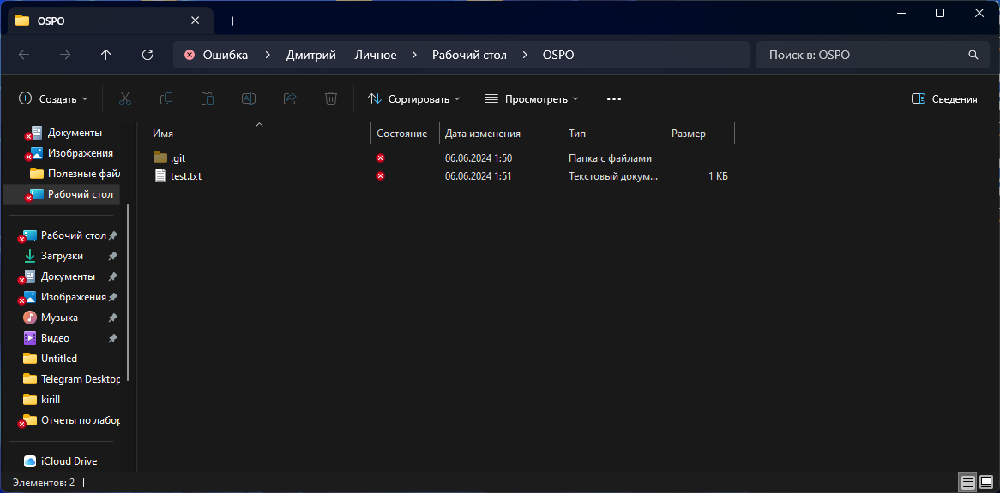 OSPO
Ошибка > Дмитрий — Личное > Рабочий стол > OSPO
Поиск в: OSPO
Создать
Сортировать
Просмотреть
Сведения
Документы
Изображения
Полезные фай
Рабочий стол
Рабочий стол
Загрузки
Документы
Изображения
Музыка
Видео
Untitled
Telegram Desktop
kirill
Отчеты по лабор
iCloud Drive
Имя Состояние Дата изменения Тип Размер
.git 06.06.2024 1:50 Папка с файлами
test.txt 06.06.2024 1:51 Текстовый докум... 1 КБ
Элементов: 2